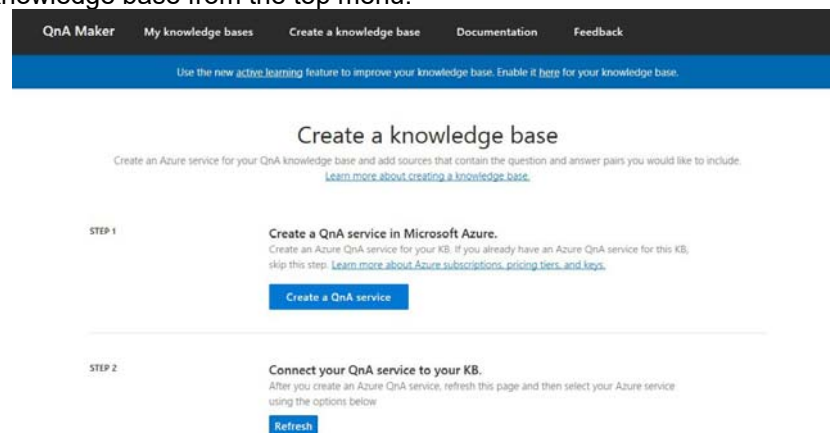 knowledge base from the top menu.
QnA Maker My knowledge bases Create a knowledge base Documentation Feedback
Use the new active learning feature to improve your knowledge base. Enable it here for your knowledge base.
Create a knowledge base
Create an Azure service for your QnA knowledge base and add sources that contain the question and answer pairs you would like to include.
Learn more about creating a knowledge base.
STEP 1
Create a QnA service in Microsoft Azure.
Create an Azure QnA service for your KB. If you already have an Azure QnA service for this KB,
skip this step. Learn more about Azure subscriptions, pricing tiers, and keys.
Create a QnA service
STEP 2
Connect your QnA service to your KB.
After you create an Azure QnA service, refresh this page and then select your Azure service
using the options below
Refresh